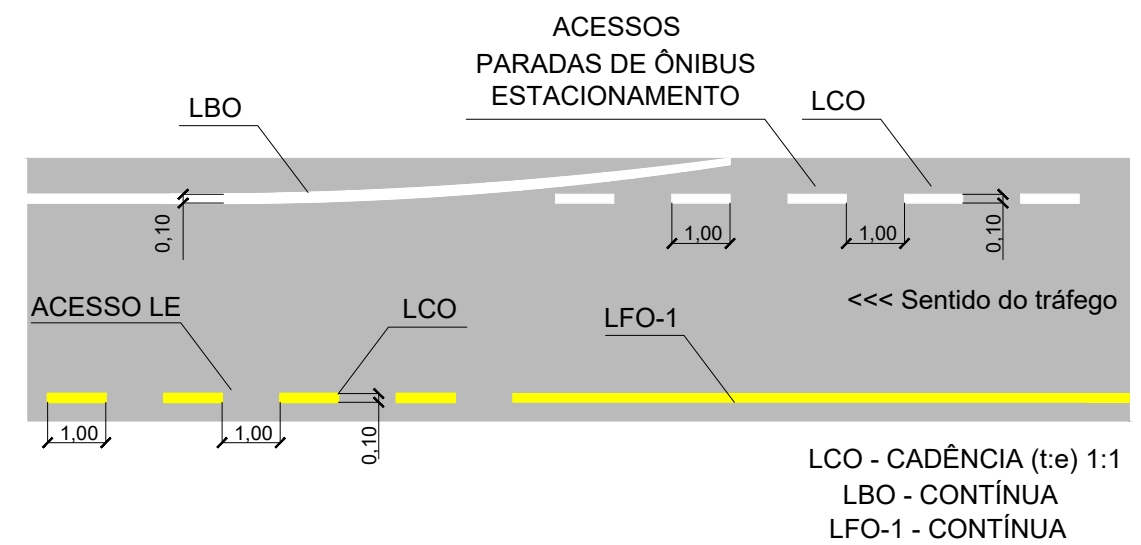 ACESSOS
PARADAS DE ÔNIBUS
ESTACIONAMENTO
LBO
LCO
0,10
1,00
1,00
0,10
<<< Sentido do tráfego
ACESSO LE
LCO
LFO-1
1,00
1,00
0,10
LCO - CADÊNCIA (t:e) 1:1
LBO - CONTÍNUA
LFO-1 - CONTÍNUA